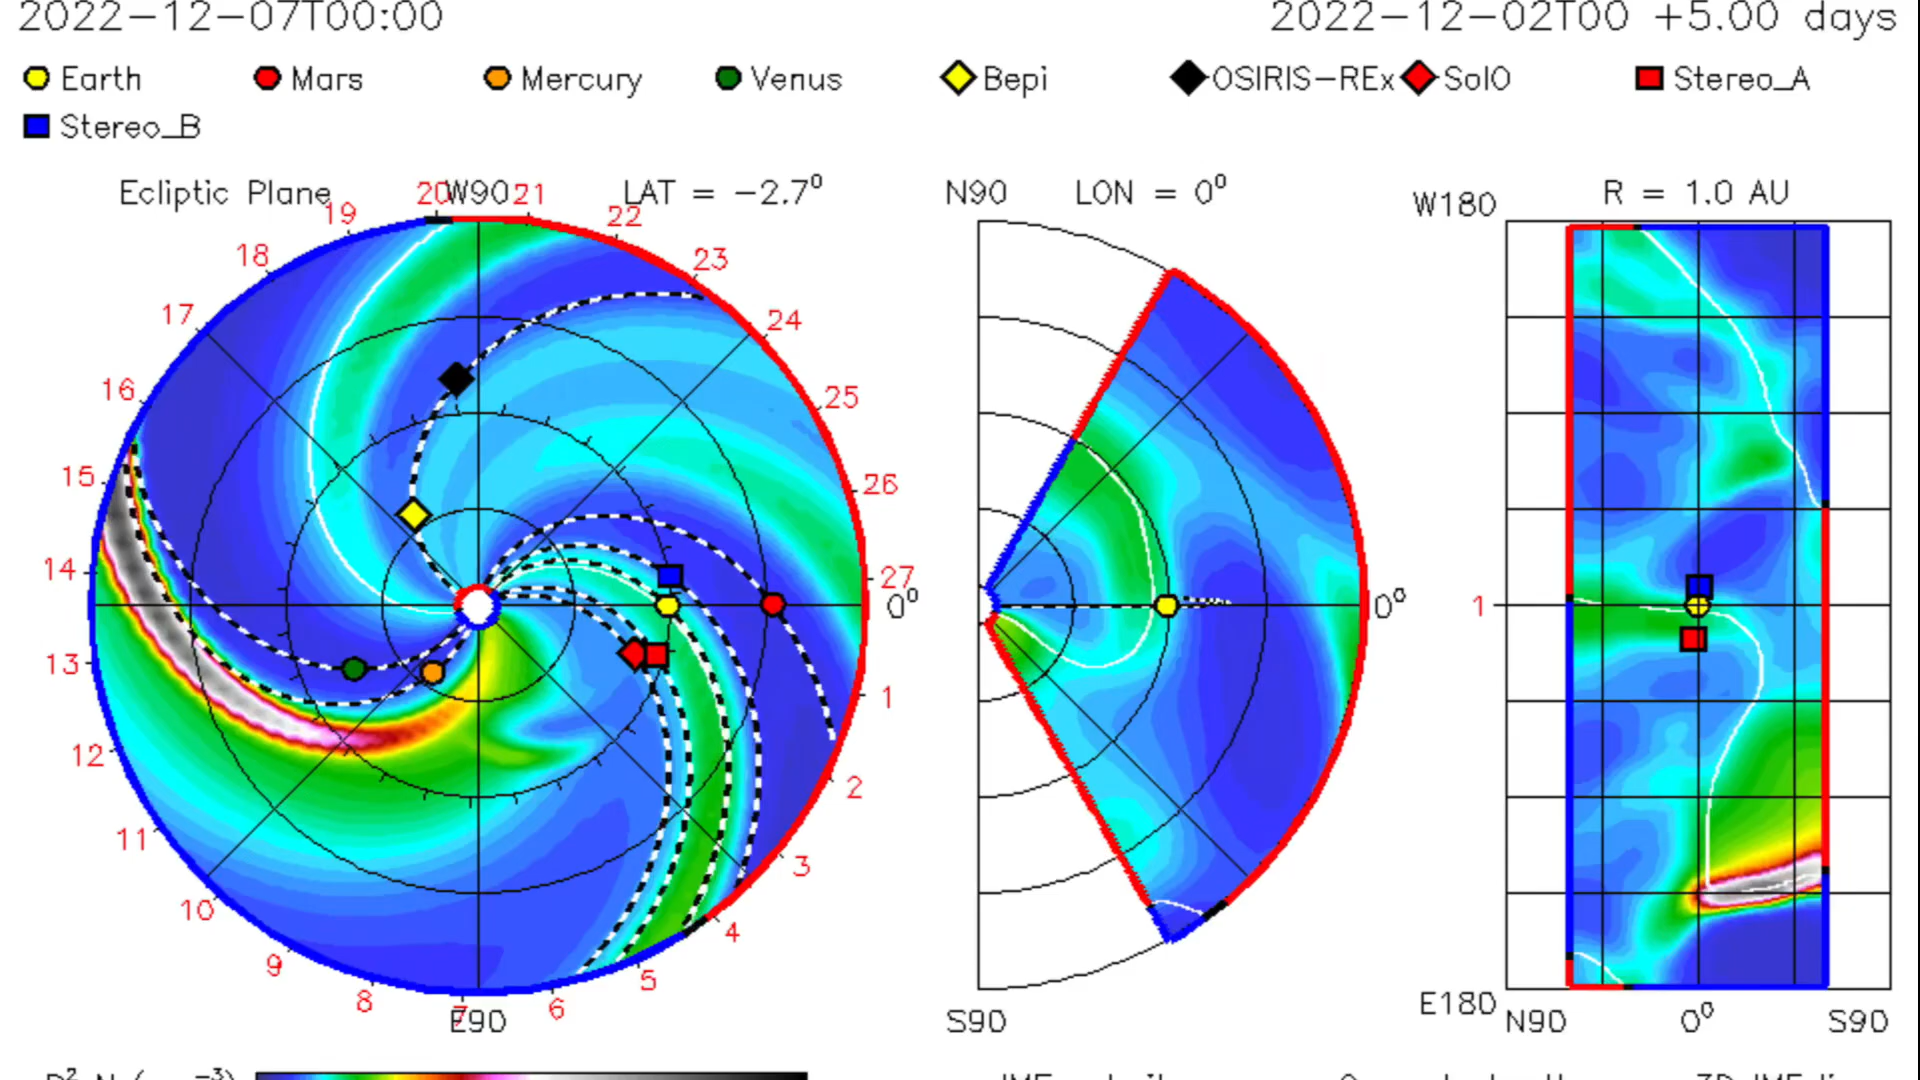 2022-12-07T00:00
2022-12-02T00 +5.00 days
Earth Mars Mercury Venus Bepi OSIRIS-REx SolO Stereo_A
Stereo_B
Ecliptic Plane
W90
LAT = -2.7°
N90
LON = 0°
W180
R = 1.0 AU
20
21
19
22
18
23
17
24
16
25
15
26
14
27
0°
0°
1
13
1
12
2
11
3
10
4
9
5
8
6
7
E90
S90
E180
N90
0°
S90